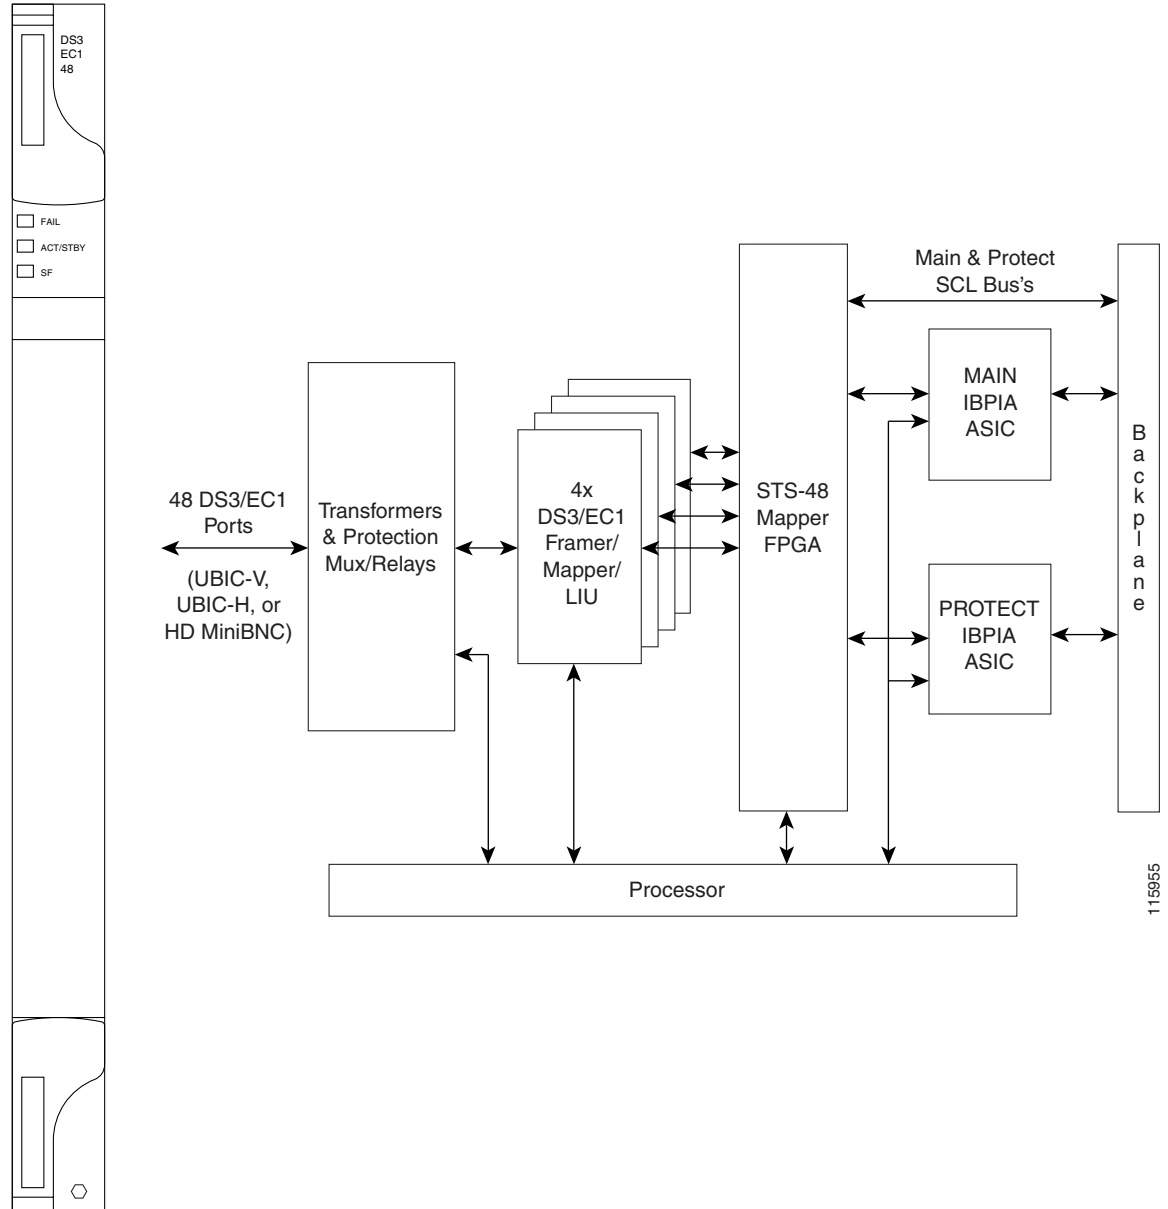 DS3
EC1
48
FAIL
ACT/STBY
SF
48 DS3/EC1
Ports
(UBIC-V,
UBIC-H, or
HD MiniBNC)
Transformers
& Protection
Mux/Relays
4x
DS3/EC1
Framer/
Mapper/
LIU
STS-48
Mapper
FPGA
Main & Protect
SCL Bus's
MAIN
IBPIA
ASIC
PROTECT
IBPIA
ASIC
Backplane
Processor
115955